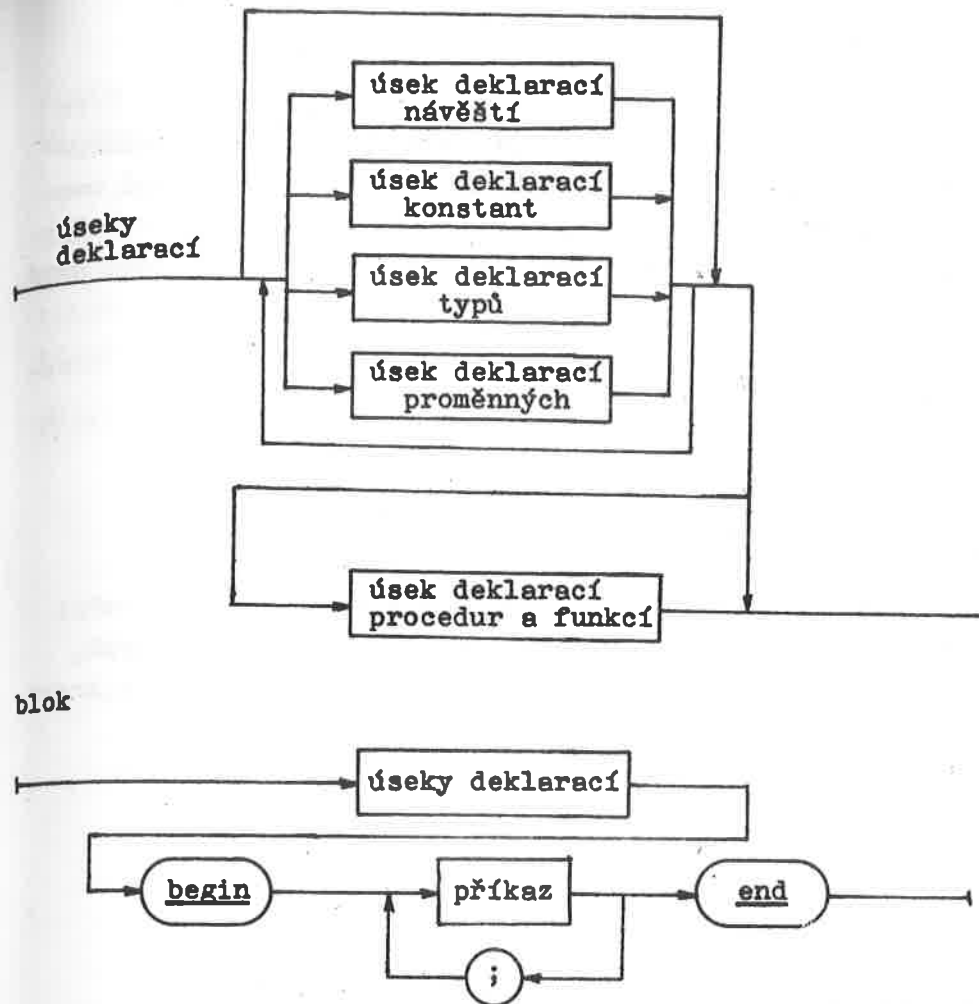 úsek deklarací
návěští
úsek deklarací
konstant
úseky
deklarací
úsek deklarací
typů
úsek deklarací
proměnných
úsek deklarací
procedur a funkcí
blok
úseky deklarací
begin
příkaz
end
;